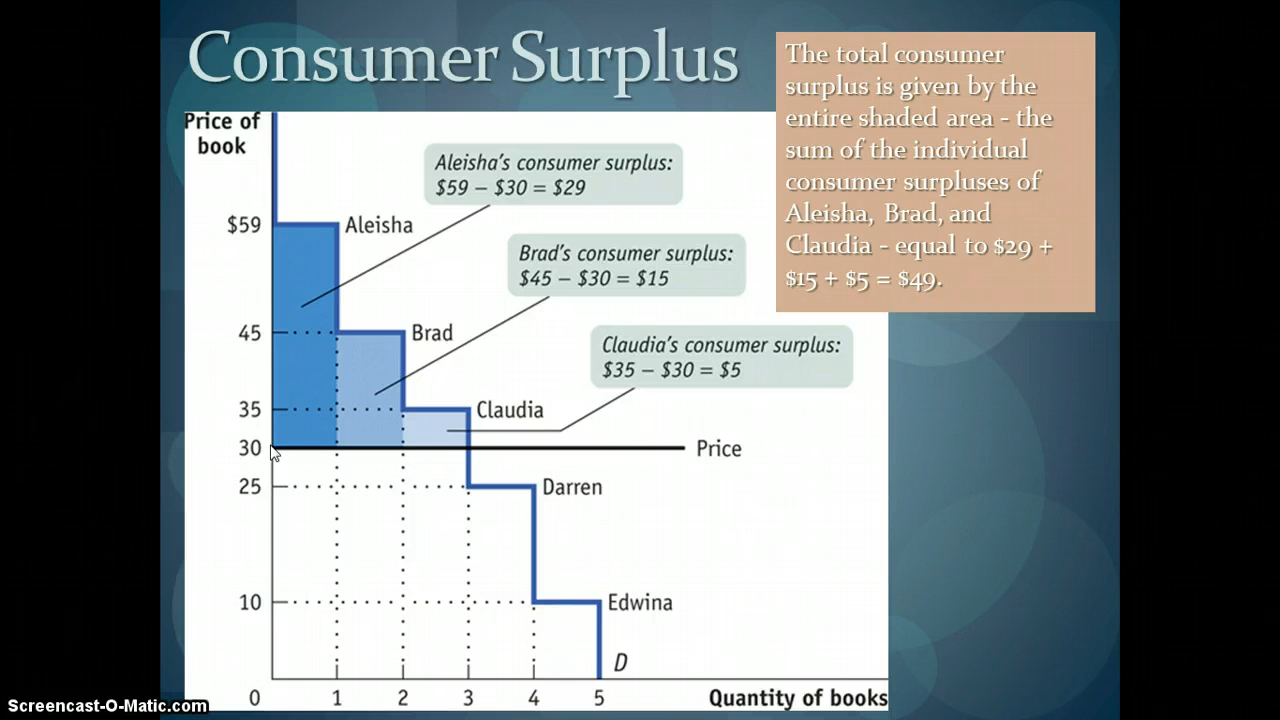 Consumer Surplus
The total consumer
surplus is given by the
entire shaded area - the
sum of the individual
consumer surpluses of
Aleisha, Brad, and
Claudia - equal to $29 +
$15 + $5 = $49.
Price of
book
Aleisha's consumer surplus:
$59 – $30 = $29
$59
Aleisha
Brad's consumer surplus:
$45 – $30 = $15
45
Brad
Claudia's consumer surplus:
$35 – $30 = $5
35
Claudia
30
Price
25
Darren
10
Edwina
D
0 1 2 3 4 5 Quantity of books
Screencast-O-Matic.com